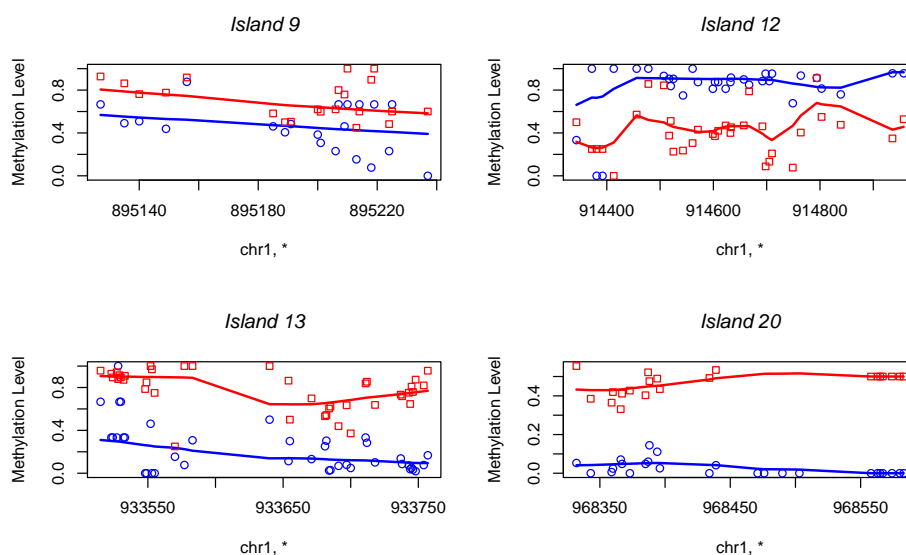 Island 9
Methylation Level
0.0 0.4 0.8
895140 895180 895220
chr1, *
Island 12
Methylation Level
0.0 0.4 0.8
914400 914600 914800
chr1, *
Island 13
Methylation Level
0.0 0.4 0.8
933550 933650 933750
chr1, *
Island 20
Methylation Level
0.0 0.2 0.4
968350 968450 968550
chr1, *